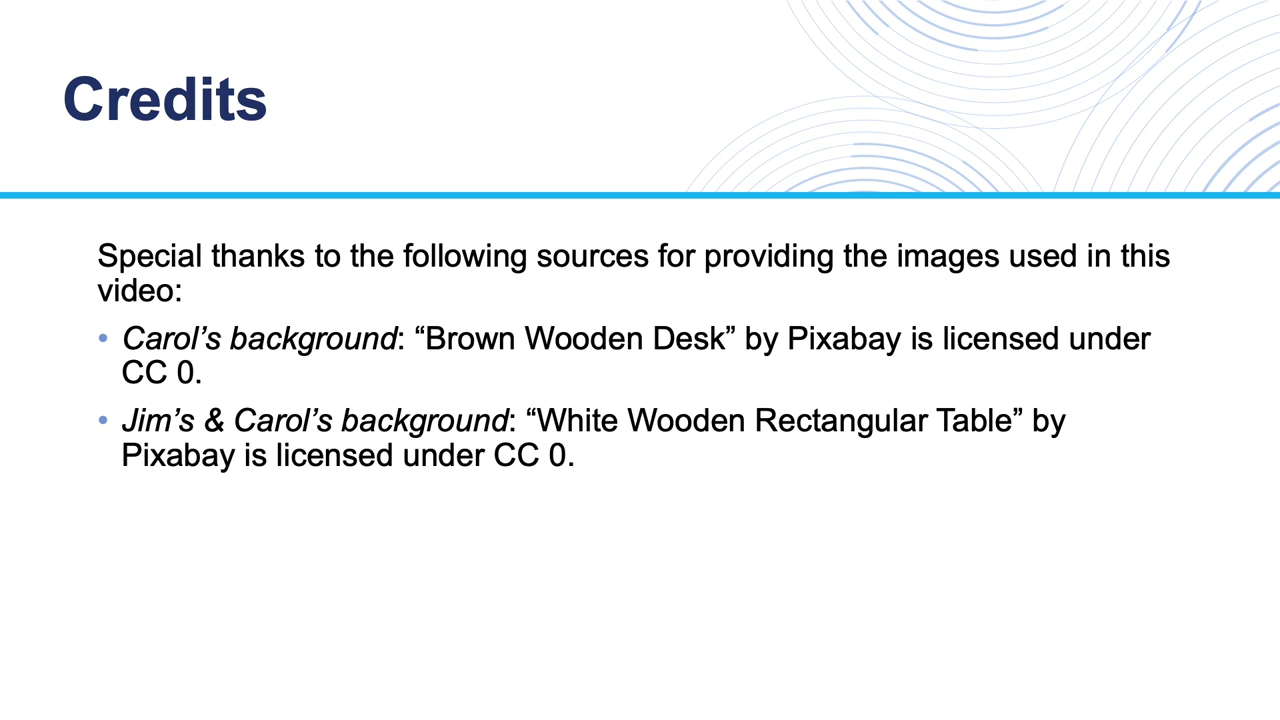 Credits
Special thanks to the following sources for providing the images used in this
video:
• Carol’s background: “Brown Wooden Desk” by Pixabay is licensed under
CC 0.
• Jim’s & Carol’s background: “White Wooden Rectangular Table” by
Pixabay is licensed under CC 0.